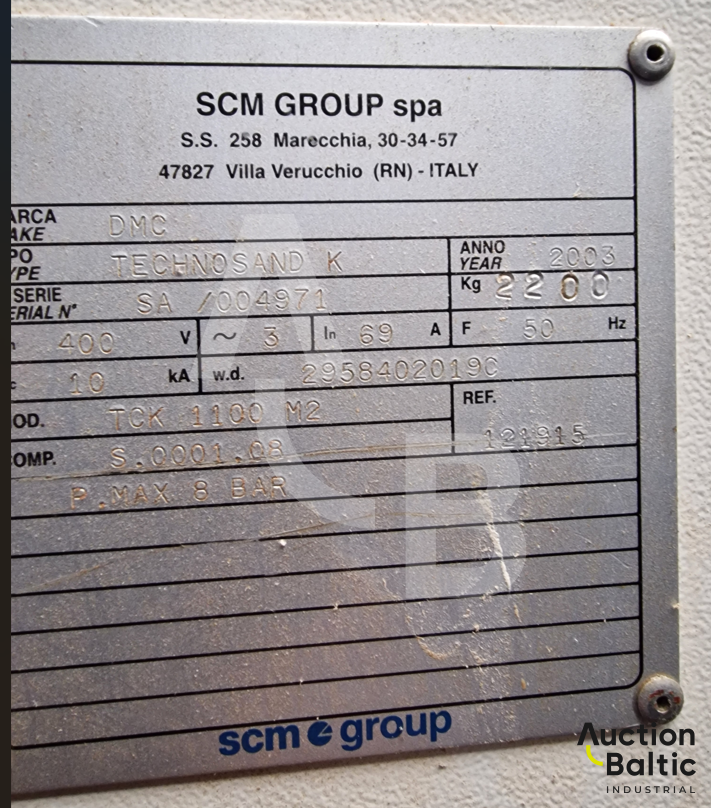 SCM GROUP spa
S.S. 258 Marecchia, 30-34-57
47827 Villa Verucchio (RN) - ITALY
ARCA
AKE
DMC
PO
YPE
TECHNOSAND K
ANNO
YEAR
2003
SERIE
ERIAL N°
SA /004971
Kg 2200
400 V ~ 3 In 69 A F 50 Hz
10 kA w.d. 2958402019C
OD. TCK 1100 M2
REF.
121915
OMP. S.0001.08
P.MAX 8 BAR
scm group
Auction
Baltic
INDUSTRIAL